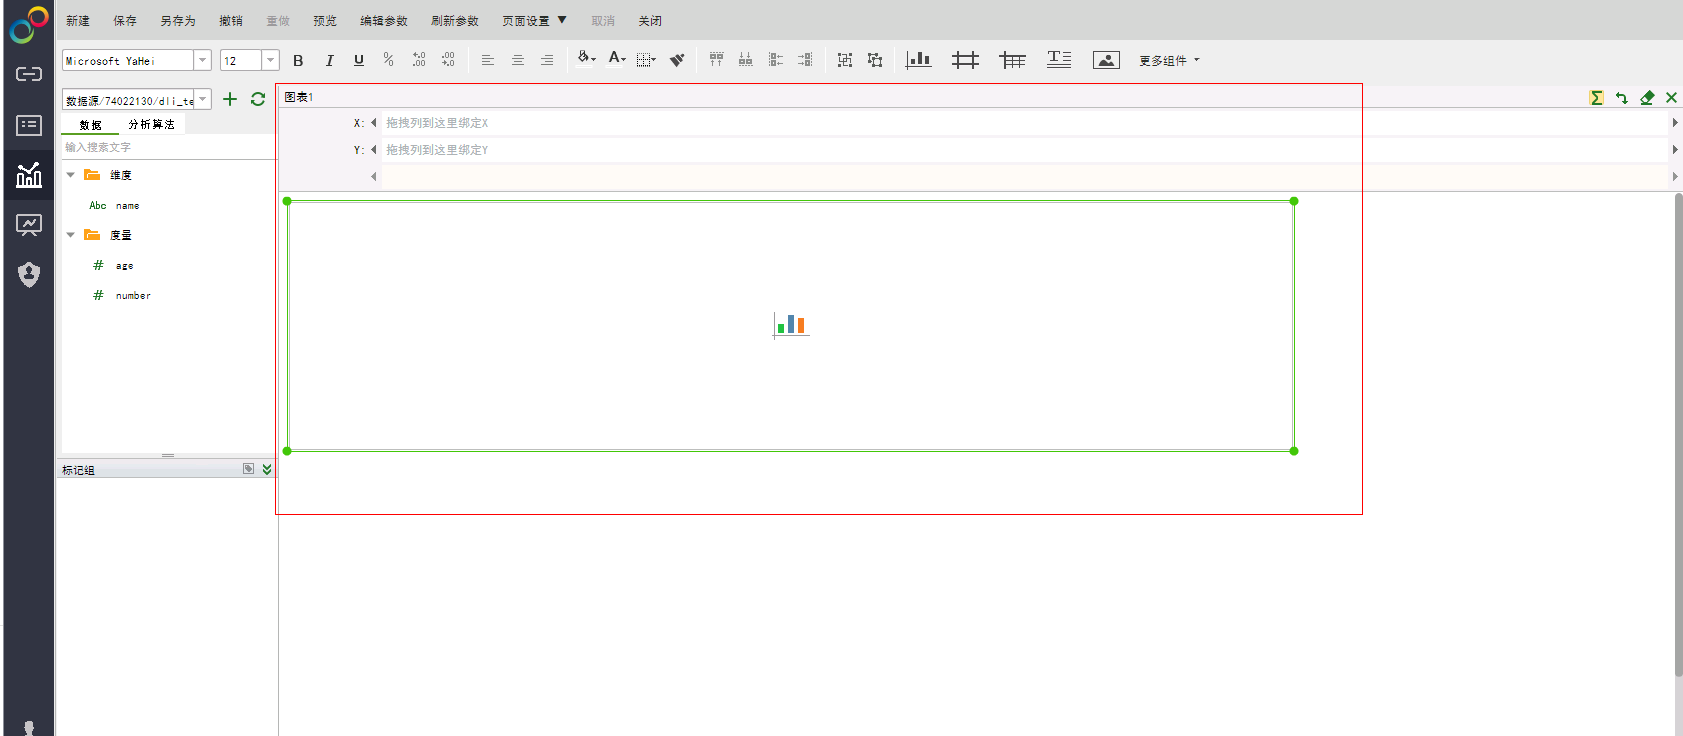 新建 保存 另存为 撤销 重做 预览 编辑参数 刷新参数 页面设置 取消 关闭
Microsoft YaHei 12 B I U % A 更多组件
数据源/74022130/dli_te
图表1
数据 分析算法
X: 拖拽列到这里绑定X
输入搜索文字
Y: 拖拽列到这里绑定Y
维度
Abc name
度量
# age
# number
标记组